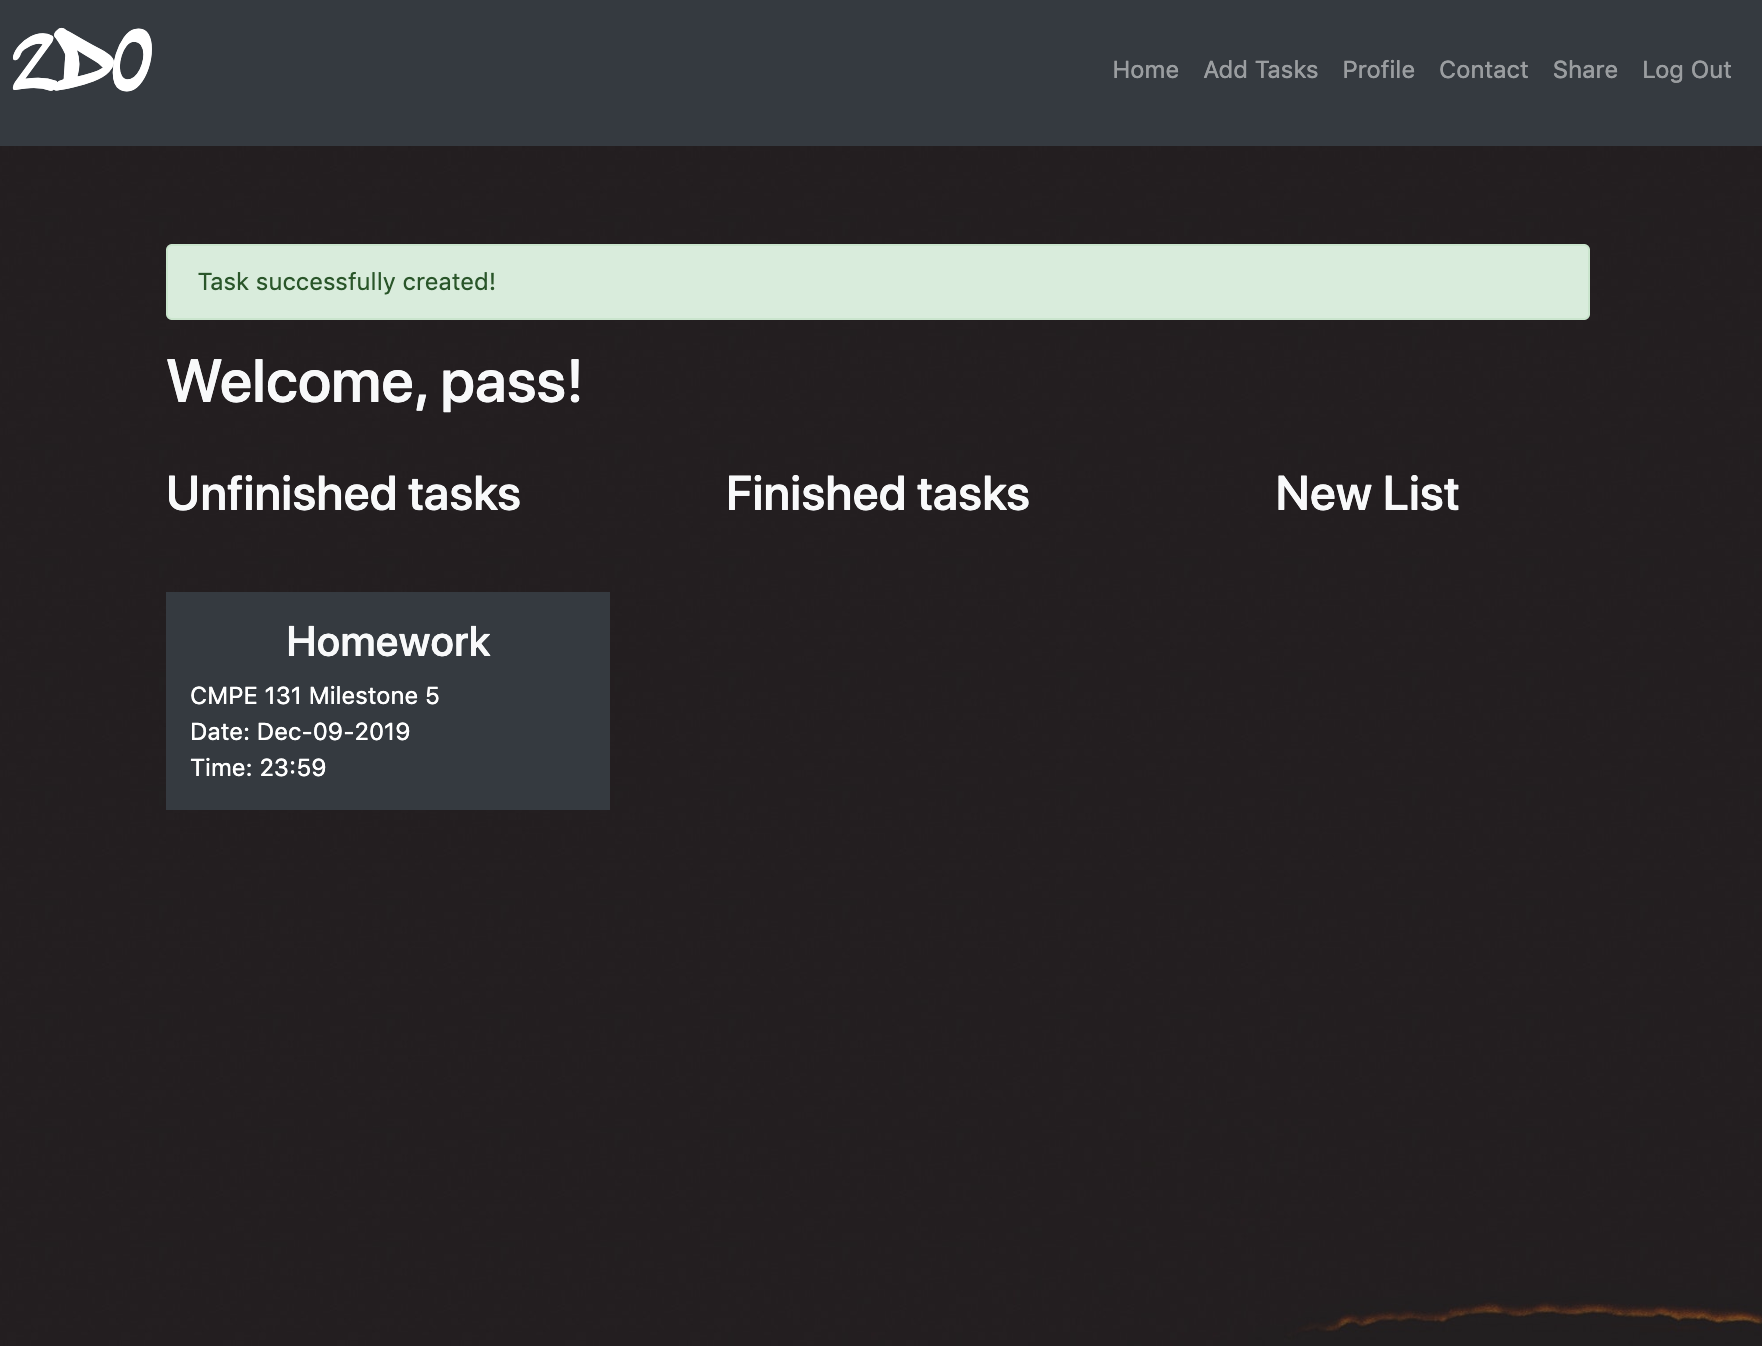 2DO
Home Add Tasks Profile Contact Share Log Out
Task successfully created!
Welcome, pass!
Unfinished tasks Finished tasks New List
Homework
CMPE 131 Milestone 5
Date: Dec-09-2019
Time: 23:59